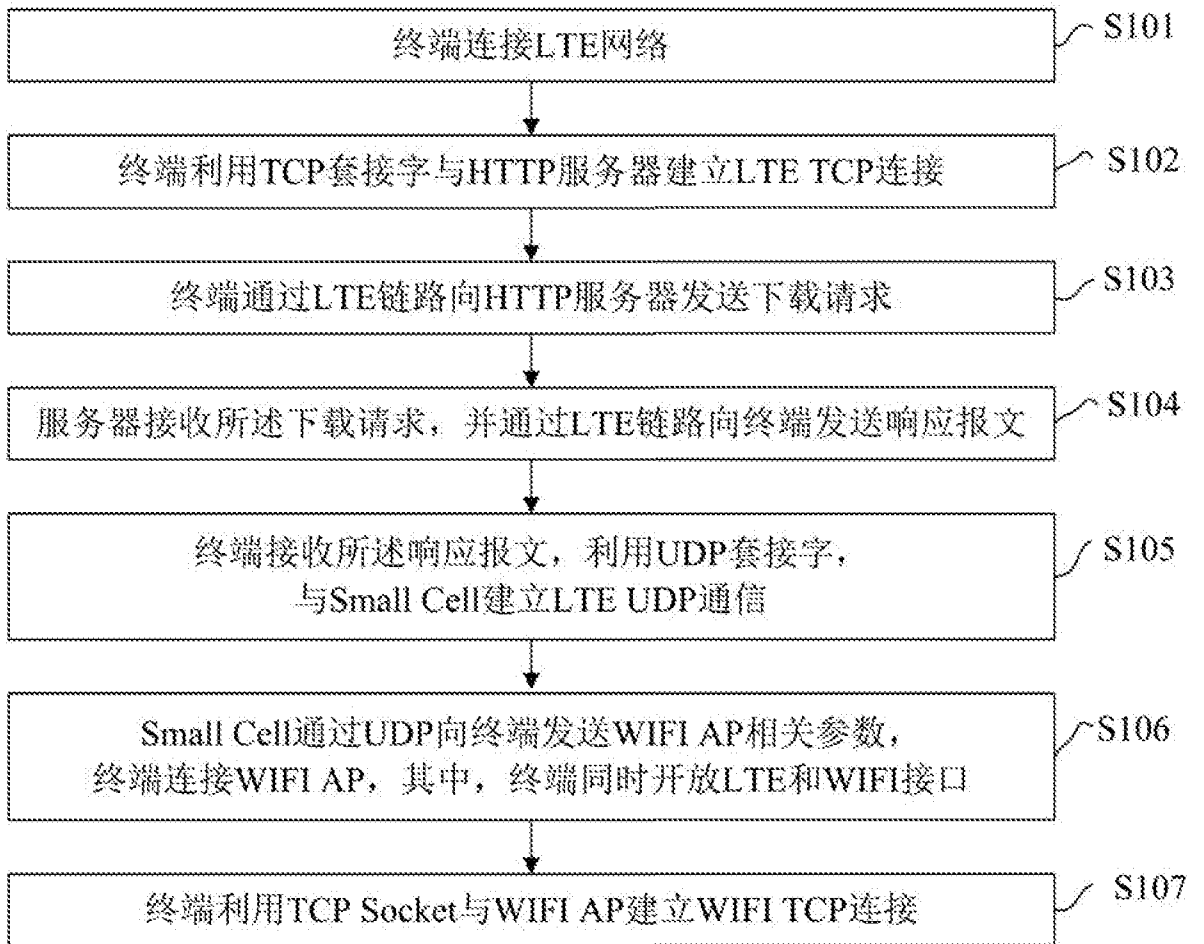 终端连接LTE网络
S101
终端利用TCP套接字与HTTP服务器建立LTE TCP连接
S102
终端通过LTE链路向HTTP服务器发送下载请求
S103
服务器接收所述下载请求，并通过LTE链路向终端发送响应报文
S104
终端接收所述响应报文，利用UDP套接字，
与Small Cell建立LTE UDP通信
S105
Small Cell通过UDP向终端发送WIFI AP相关参数，
终端连接WIFI AP，其中，终端同时开放LTE和WIFI接口
S106
终端利用TCP Socket与WIFI AP建立WIFI TCP连接
S107